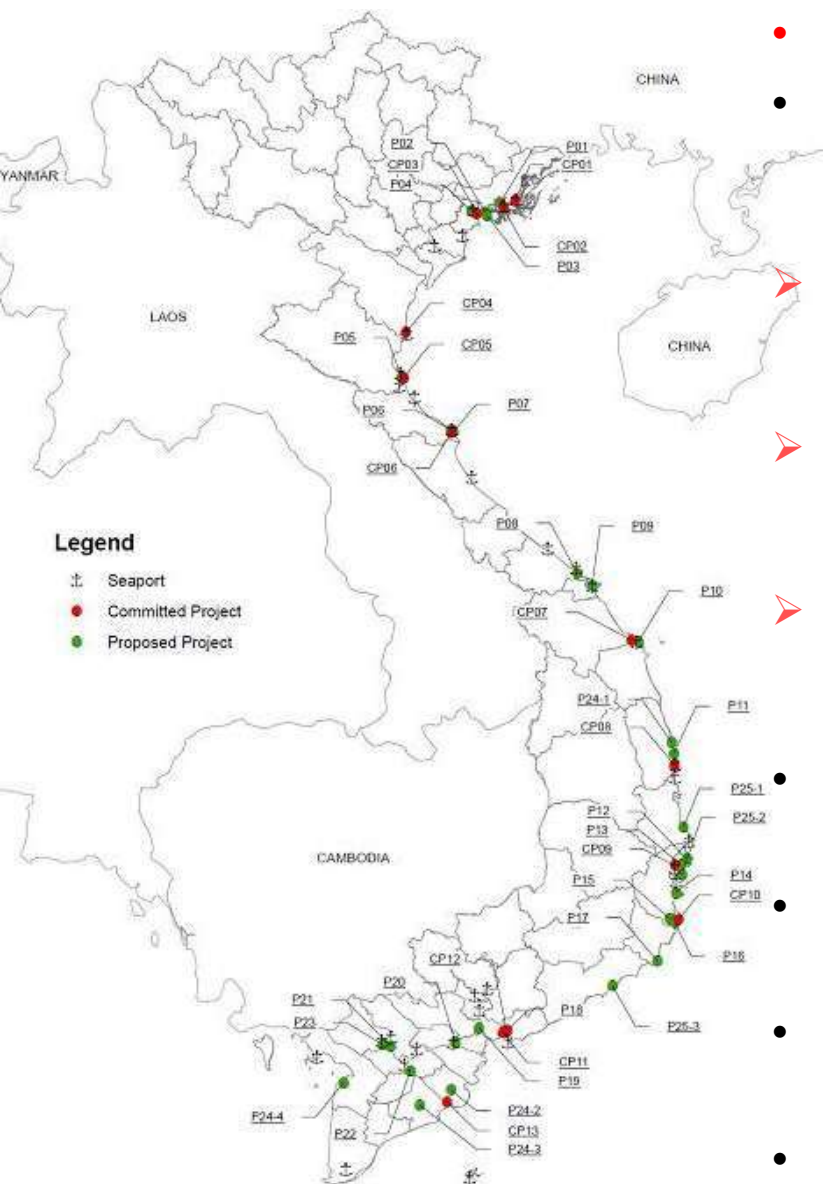 CHINA
P02
P01
CP03
CP01
P04
YANMAR
CP02
P03
CP04
LAOS
P05
CP05
CHINA
P06
P07
CP06
P08
P09
Legend
Seaport
Committed Project
Proposed Project
P10
CP07
P24-1
P11
CP08
P25-1
P12
P25-2
P13
CP09
CAMBODIA
P14
P15
CP10
P17
P16
CP12
P20
P21
P18
P23
P25-3
CP11
P19
P24-4
P24-2
P22
CP13
P24-3